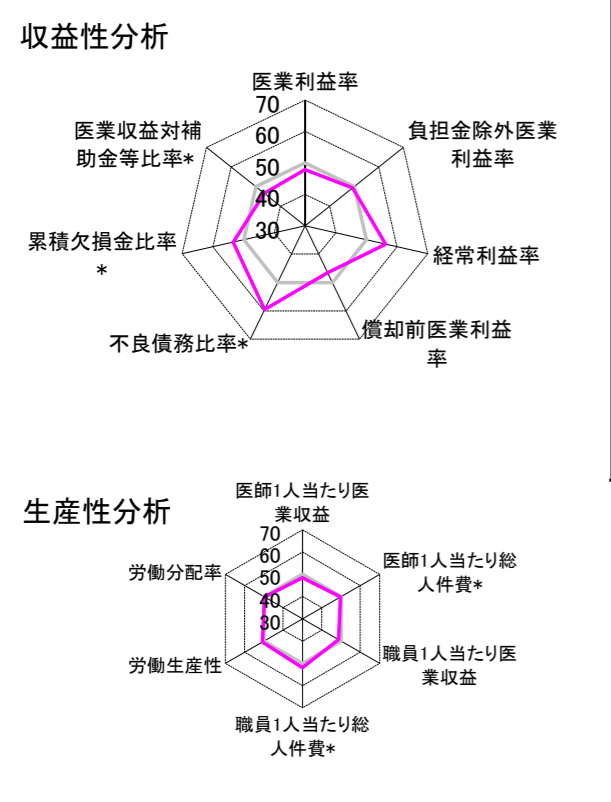 収益性分析
医業利益率
70
60
50
40
30
負担金除外医業
利益率
経常利益率
償却前医業利益
率
不良債務比率*
累積欠損金比率
*
医業収益対補
助金等比率*
生産性分析
医師1人当たり医
業収益
70
60
50
40
30
医師1人当たり総
人件費*
職員1人当たり医
業収益
職員1人当たり総
人件費*
労働生産性
労働分配率